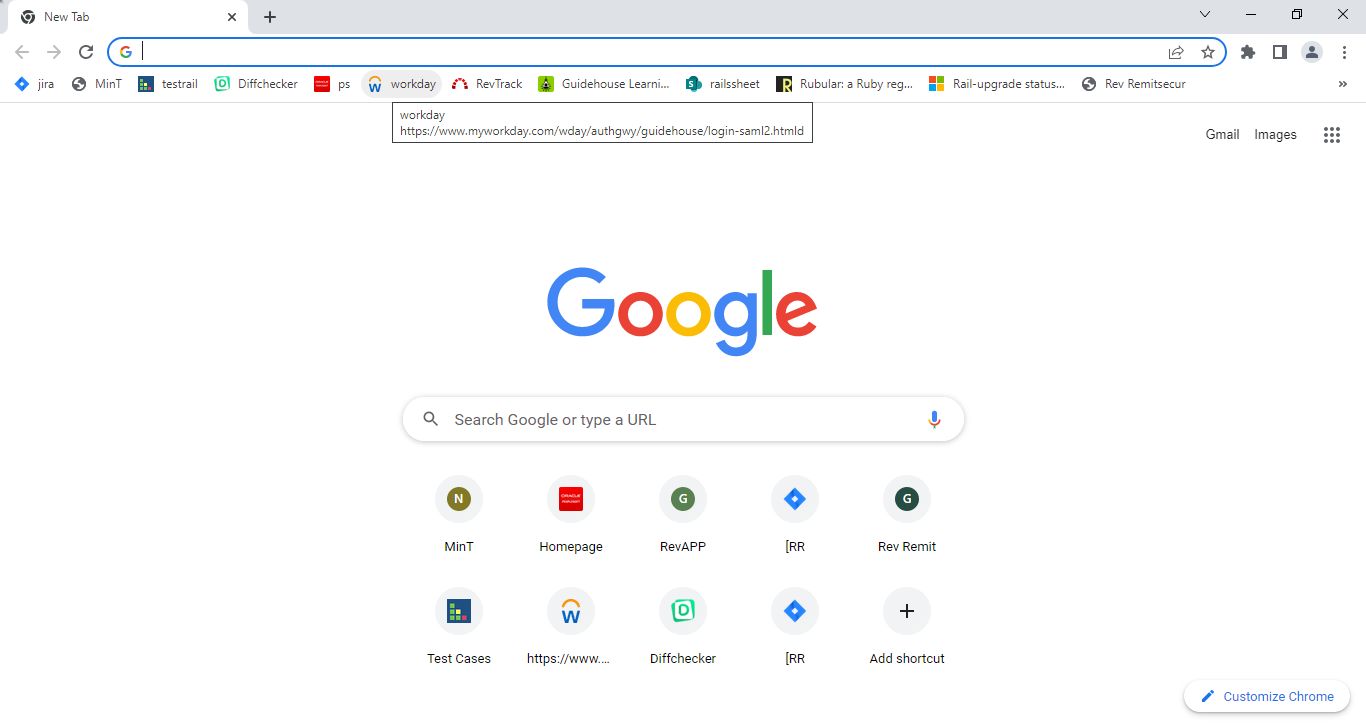 New Tab
jira MinT testrail Diffchecker ps workday RevTrack Guidehouse Learni... railssheet Rubular: a Ruby reg... Rail-upgrade status... Rev Remitsecur »
workday
https://www.myworkday.com/wday/authgwy/guidehouse/login-saml2.htmld
Gmail Images
Google
Search Google or type a URL
N ORACLE G G
MinT Homepage RevAPP [RR Rev Remit
Test Cases https://www.... Diffchecker [RR Add shortcut
Customize Chrome